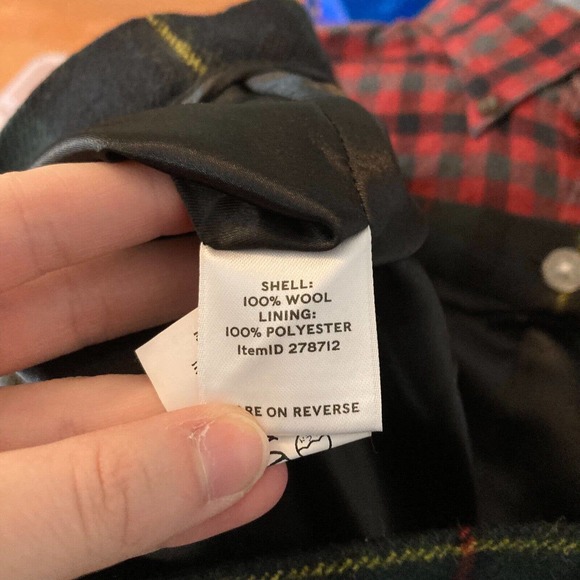 SHELL:
100% WOOL
LINING:
100% POLYESTER
ItemID 278712
ARE ON REVERSE